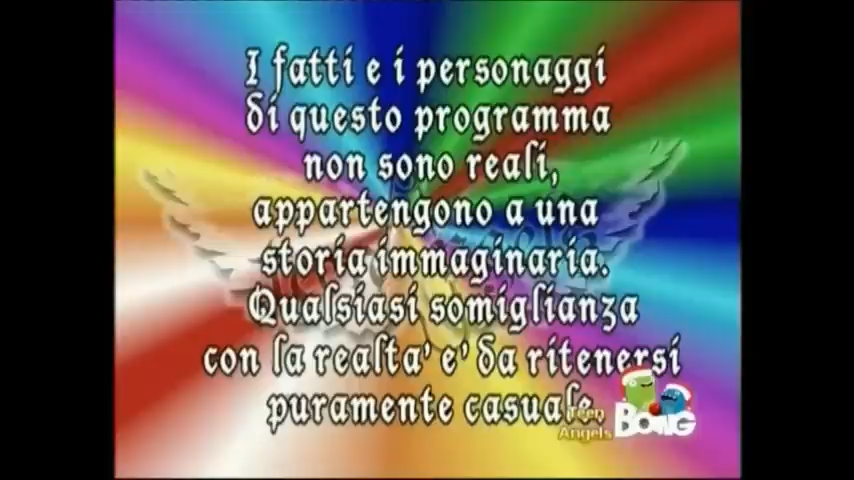 I fatti e i personaggi
di questo programma
non sono reali,
appartengono a una
storia immaginaria.
Qualsiasi somiglianza
con la realta' e' da ritenersi
puramente casuale.
Teen
Angels
BOING